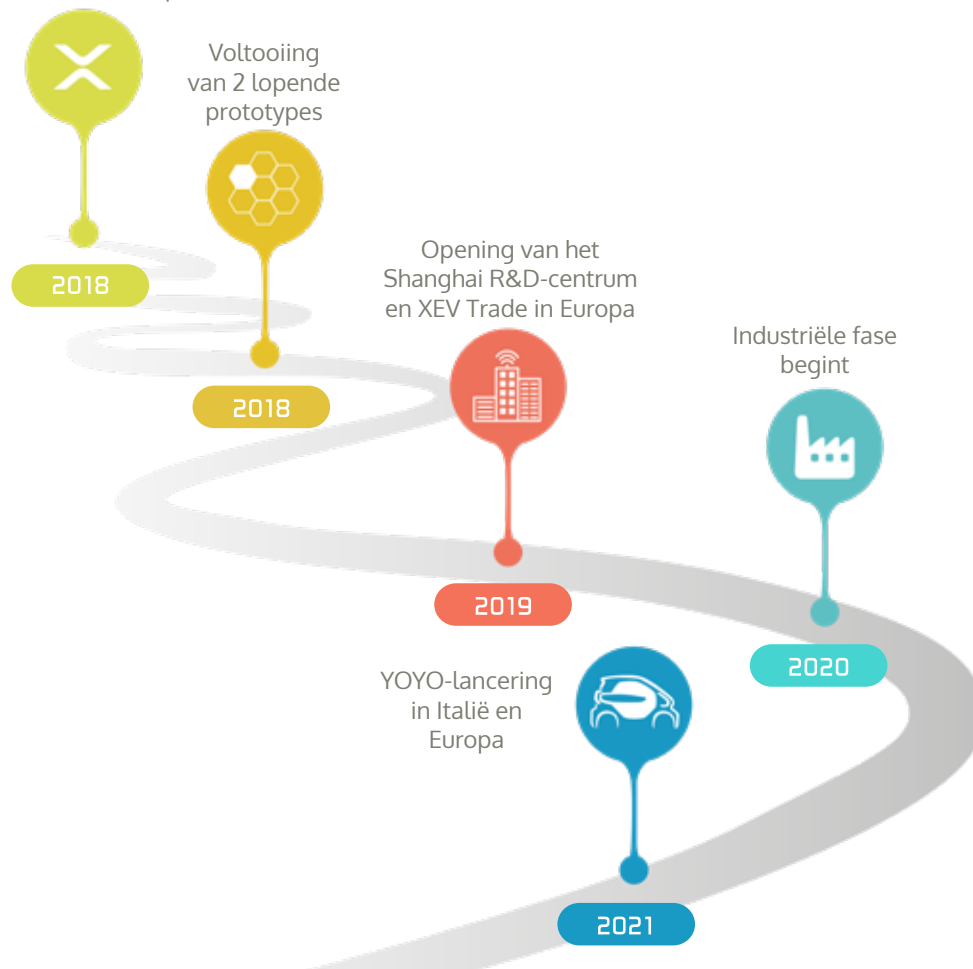 2018
Voltooiing
van 2 lopende
prototypes
2018
Opening van het
Shanghai R&D-centrum
en XEV Trade in Europa
2019
Industriële fase
begint
2020
YOYO-lancering
in Italië en
Europa
2021